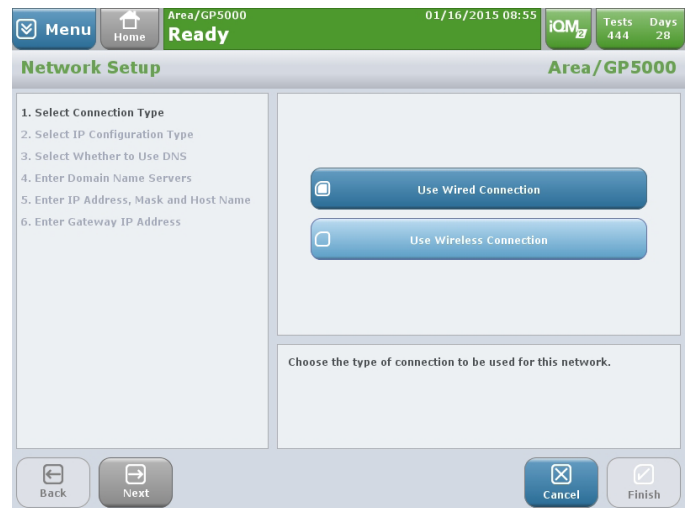 Menu
Home
Area/GP5000
01/16/2015 08:55
Ready
iQM2
Tests Days
444 28
Network Setup
Area/GP5000
1. Select Connection Type
2. Select IP Configuration Type
3. Select Whether to Use DNS
4. Enter Domain Name Servers
5. Enter IP Address, Mask and Host Name
6. Enter Gateway IP Address
Use Wired Connection
Use Wireless Connection
Choose the type of connection to be used for this network.
Back
Next
Cancel
Finish